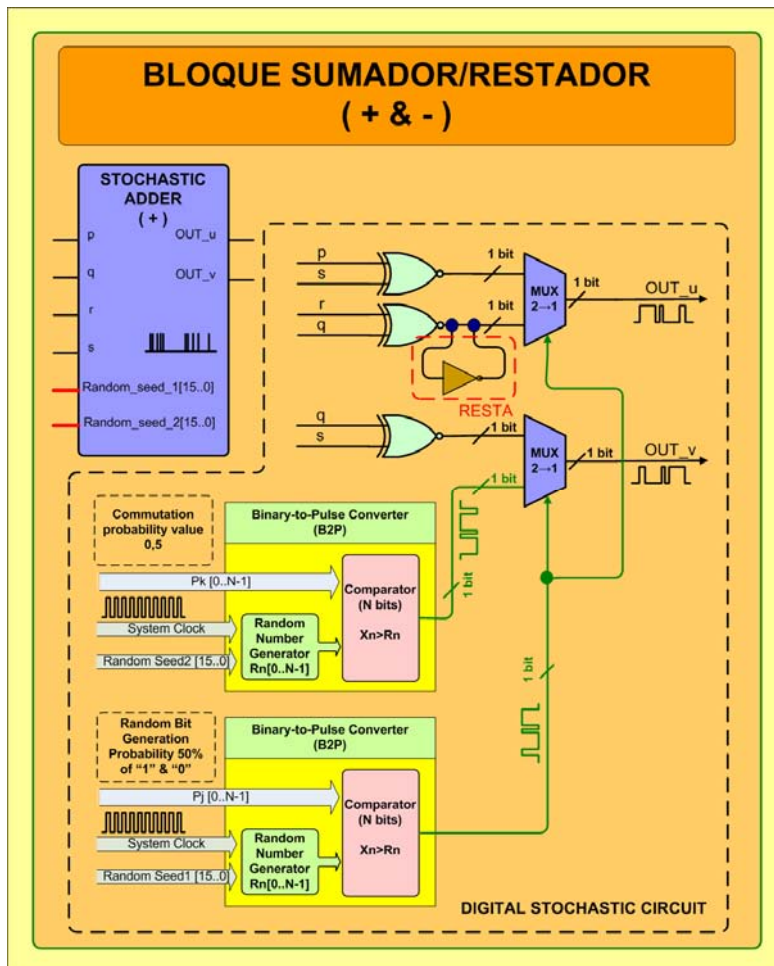 BLOQUE SUMADOR/RESTADOR
( + & - )
STOCHASTIC
ADDER
( + )
p
OUT_u
q
OUT_v
r
s
Random_seed_1[15..0)
Random_seed_2[15..0)
p
s
1 bit
MUX
2→1
1 bit
OUT_u
r
q
1 bit
RESTA
q
s
1 bit
MUX
2→1
1 bit
OUT_v
1 bit
1 bit
1 bit
Commutation
probability value
0,5
Binary-to-Pulse Converter
(B2P)
Pk [0..N-1)
System Clock
Random Seed2 [15..0)
Random
Number
Generator
Rn[0..N-1)
Comparator
(N bits)
Xn>Rn
Random Bit
Generation
Probability 50%
of “1” & “0”
Binary-to-Pulse Converter
(B2P)
Pj [0..N-1)
System Clock
Random Seed1 [15..0)
Random
Number
Generator
Rn[0..N-1)
Comparator
(N bits)
Xn>Rn
DIGITAL STOCHASTIC CIRCUIT